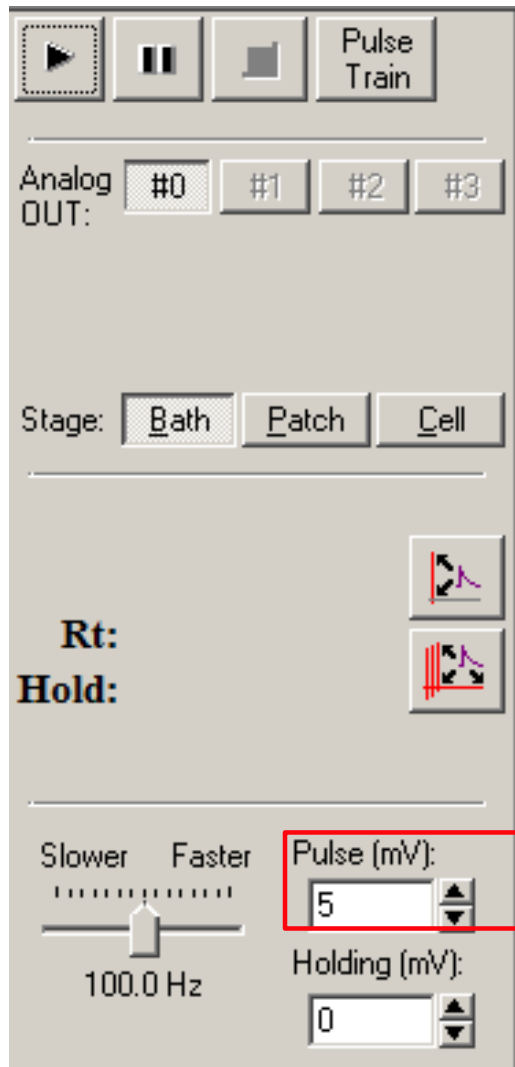 Pulse
Train
Analog
OUT:
#0 #1 #2 #3
Stage: Bath Patch Cell
Rt:
Hold:
Slower Faster
100.0 Hz
Pulse (mV):
5
Holding (mV):
0